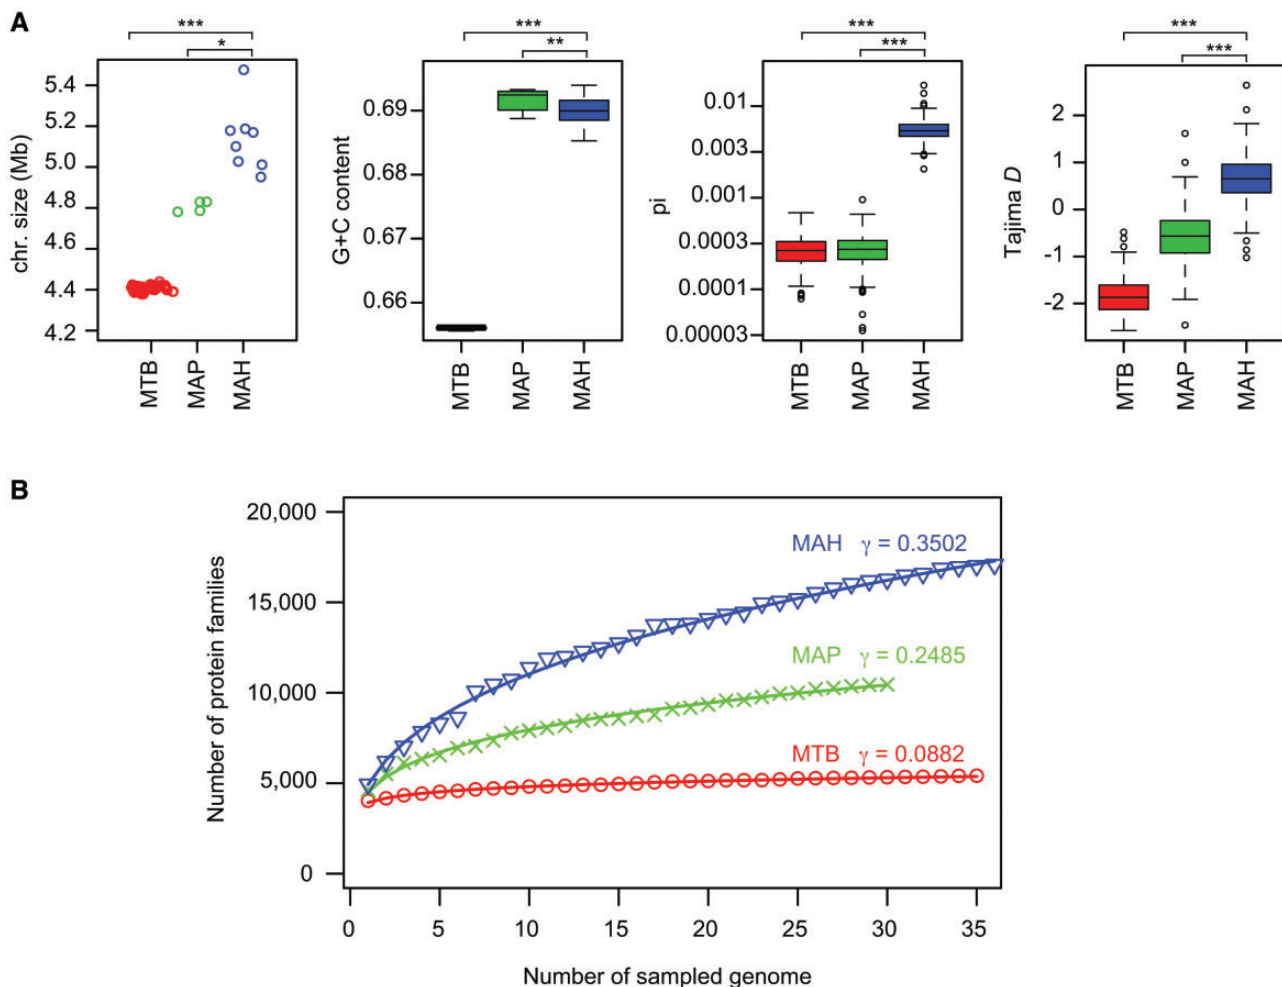 A
*** 
*
chr. size (Mb)
5.4
5.2
5.0
4.8
4.6
4.4
4.2
MTB
MAP
MAH
***
**
G+C content
0.69
0.68
0.67
0.66
MTB
MAP
MAH
***
***
pi
0.01
0.003
0.001
0.0003
0.0001
0.00003
MTB
MAP
MAH
***
***
Tajima D
2
1
0
-1
-2
MTB
MAP
MAH
B
Number of protein families
20,000
15,000
10,000
5,000
0
MAH γ = 0.3502
MAP γ = 0.2485
MTB γ = 0.0882
0 5 10 15 20 25 30 35
Number of sampled genome